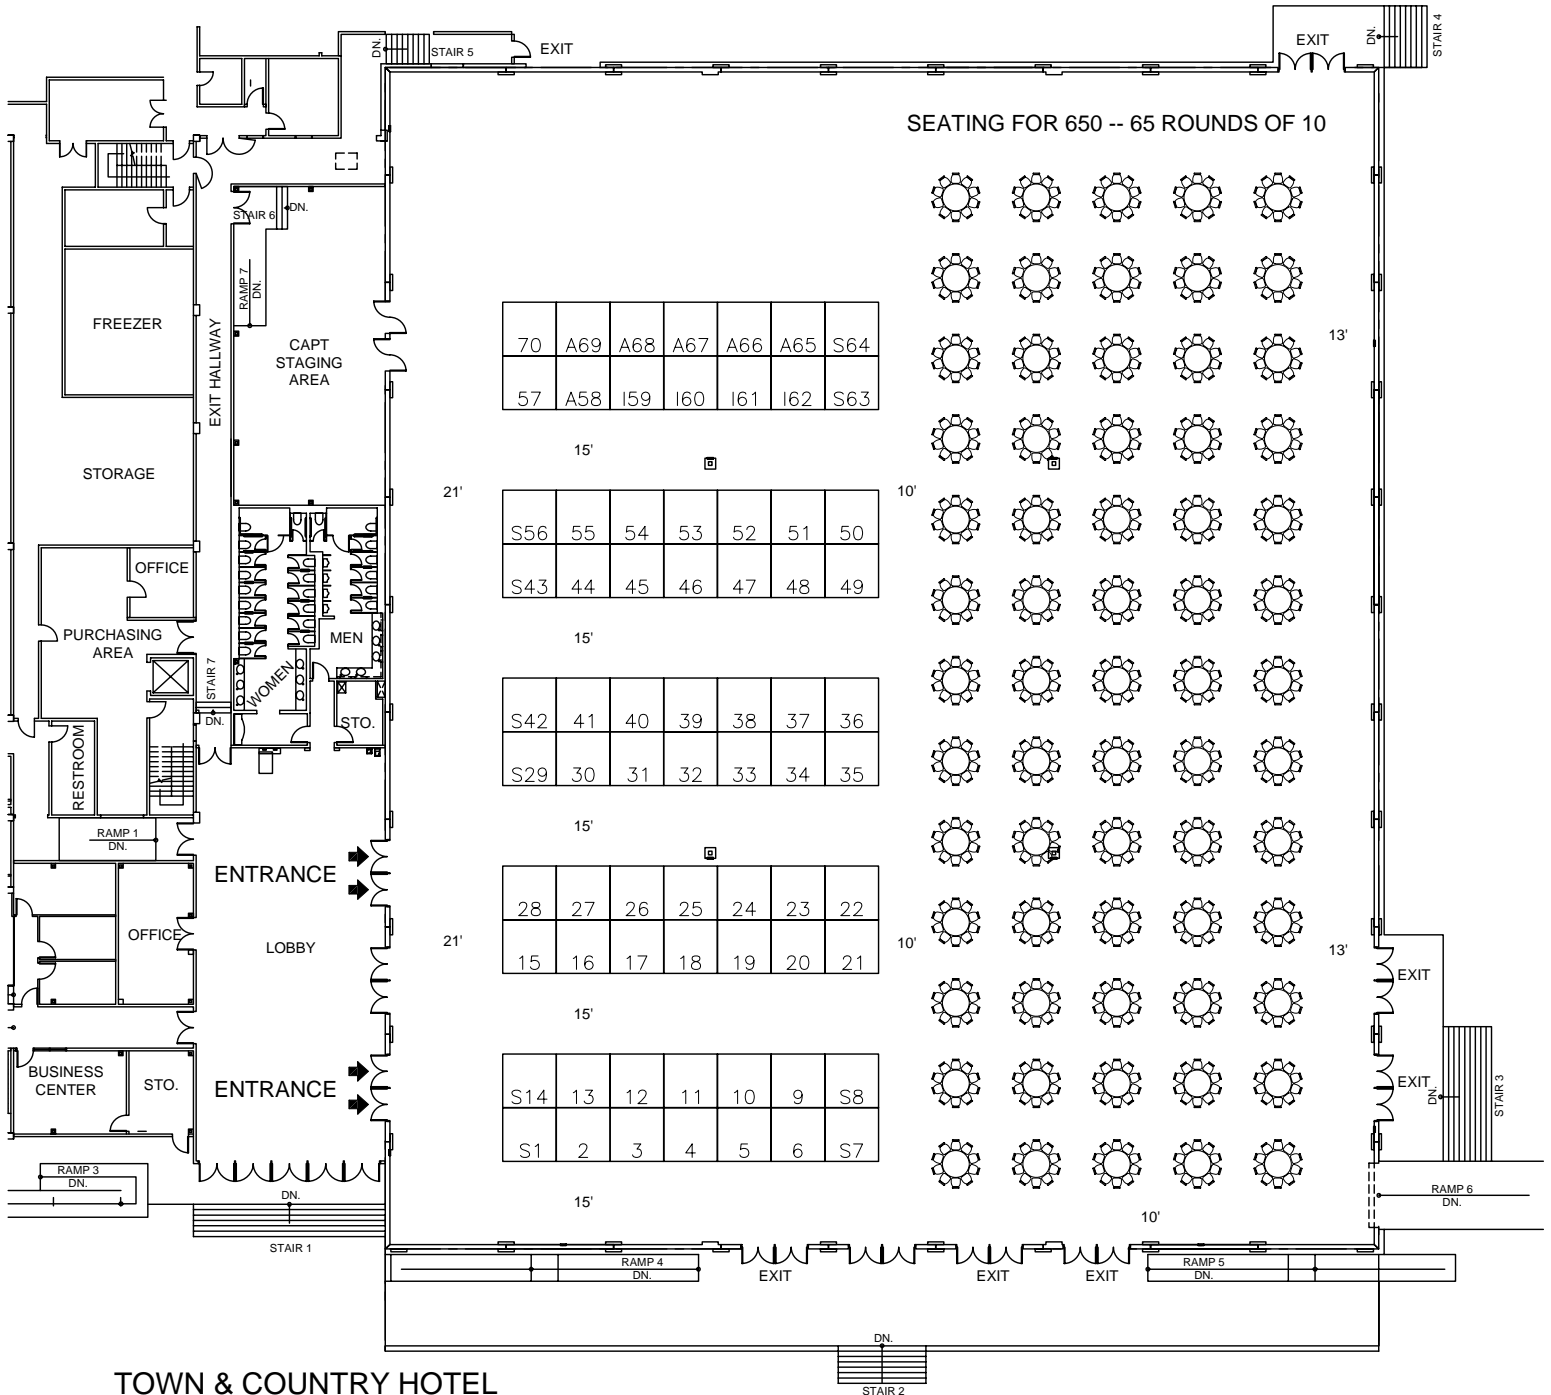 DN.
STAIR 5
EXIT
EXIT
DN.
STAIR 4
SEATING FOR 650 -- 65 ROUNDS OF 10
STAIR 6
DN.
RAMP 7
DN.
FREEZER
EXIT HALLWAY
CAPT
STAGING
AREA
13'
70 A69 A68 A67 A66 A65 S64
57 A58 I59 I60 I61 I62 S63
15'
STORAGE
21'
10'
S56 55 54 53 52 51 50
S43 44 45 46 47 48 49
OFFICE
PURCHASING
AREA
MEN
15'
STAIR 7
DN.
WOMEN
STO.
S42 41 40 39 38 37 36
S29 30 31 32 33 34 35
RESTROOM
15'
RAMP 1
DN.
ENTRANCE
28 27 26 25 24 23 22
15 16 17 18 19 20 21
OFFICE
LOBBY
21'
10'
13'
EXIT
15'
BUSINESS
CENTER
STO.
ENTRANCE
S14 13 12 11 10 9 S8
S1 2 3 4 5 6 S7
EXIT
DN.
STAIR 3
RAMP 3
DN.
DN.
STAIR 1
15'
10'
RAMP 6
DN.
RAMP 4
DN.
EXIT
EXIT
EXIT
RAMP 5
DN.
DN.
STAIR 2
TOWN & COUNTRY HOTEL